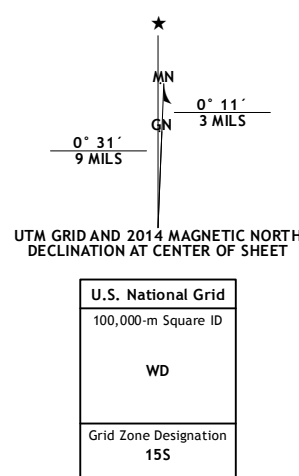 MN
0° 11´
3 MILS
GN
0° 31´
9 MILS
UTM GRID AND 2014 MAGNETIC NORTH
DECLINATION AT CENTER OF SHEET
U.S. National Grid
100,000-m Square ID
WD
Grid Zone Designation
15S